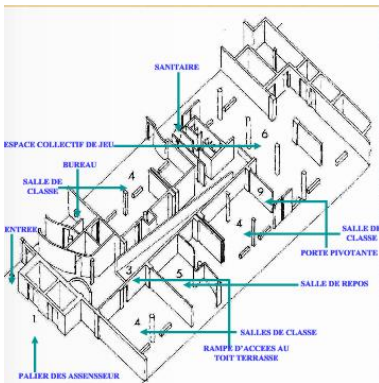 SANITAIRE
ESPACE COLLECTIF DE JEU
6
BUREAU
4
SALLE DE
CLASSE
9
4
SALLE DE
CLASSE
ENTREE
PORTE PIVOTANTE
3
5
SALLE DE REPOS
1
4
SALLES DE CLASSE
RAMPE D'ACCEES AU
TOIT TERRASSE
PALIER DES ASSENSSEUR